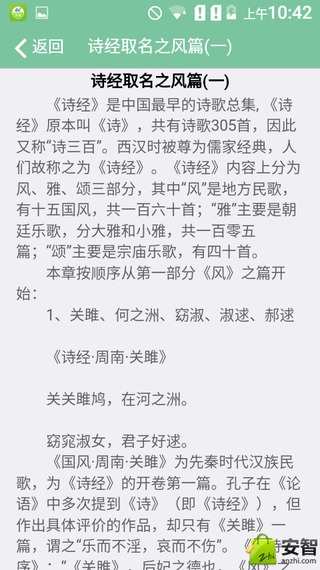 上午10:42
返回
诗经取名之风篇(一)
诗经取名之风篇(一)
《诗经》是中国最早的诗歌总集，《诗
经》原本叫《诗》，共有诗歌305首，因此
又称“诗三百”。西汉时被尊为儒家经典，人
们故称之为《诗经》。《诗经》内容上分为
风、雅、颂三部分，其中“风”是地方民歌，
有十五国风，共一百六十首；“雅”主要是朝
廷乐歌，分大雅和小雅，共一百零五
篇；“颂”主要是宗庙乐歌，有四十首。
本章按顺序从第一部分《风》之篇开
始：
1、关雎、何之洲、窈淑、淑逑、郝逑
《诗经·周南·关雎》
关关雎鸠，在河之洲。
窈窕淑女，君子好逑。
《国风·周南·关雎》为先秦时代汉族民
歌，为《诗经》的开卷第一篇。孔子在《论
语》中多次提到《诗》（即《诗经》），但
作出具体评价的作品，却只有《关雎》一
篇，谓之“乐而不淫，哀而不伤”。《
序》：“《关雎》，后妃之德也，《风》之
安智
anzhi.com